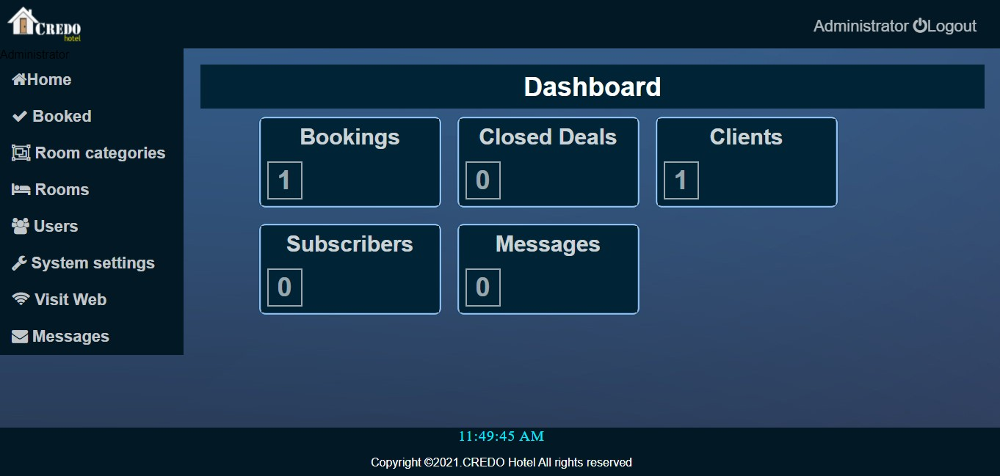 CREDO
hotel
Administrator Logout
Administrator
Home
Booked
Room categories
Rooms
Users
System settings
Visit Web
Messages
Dashboard
Bookings
1
Closed Deals
0
Clients
1
Subscribers
0
Messages
0
11:49:45 AM
Copyright ©2021.CREDO Hotel All rights reserved